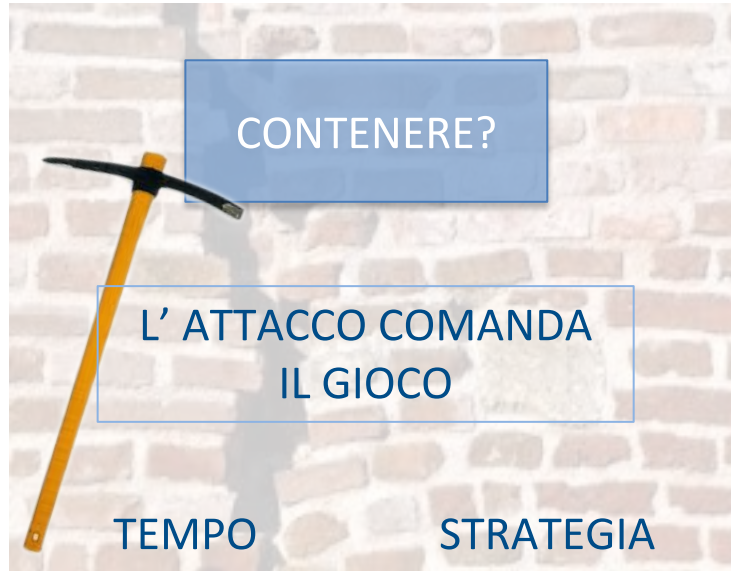 CONTENERE?
L' ATTACCO COMANDA
IL GIOCO
TEMPO STRATEGIA